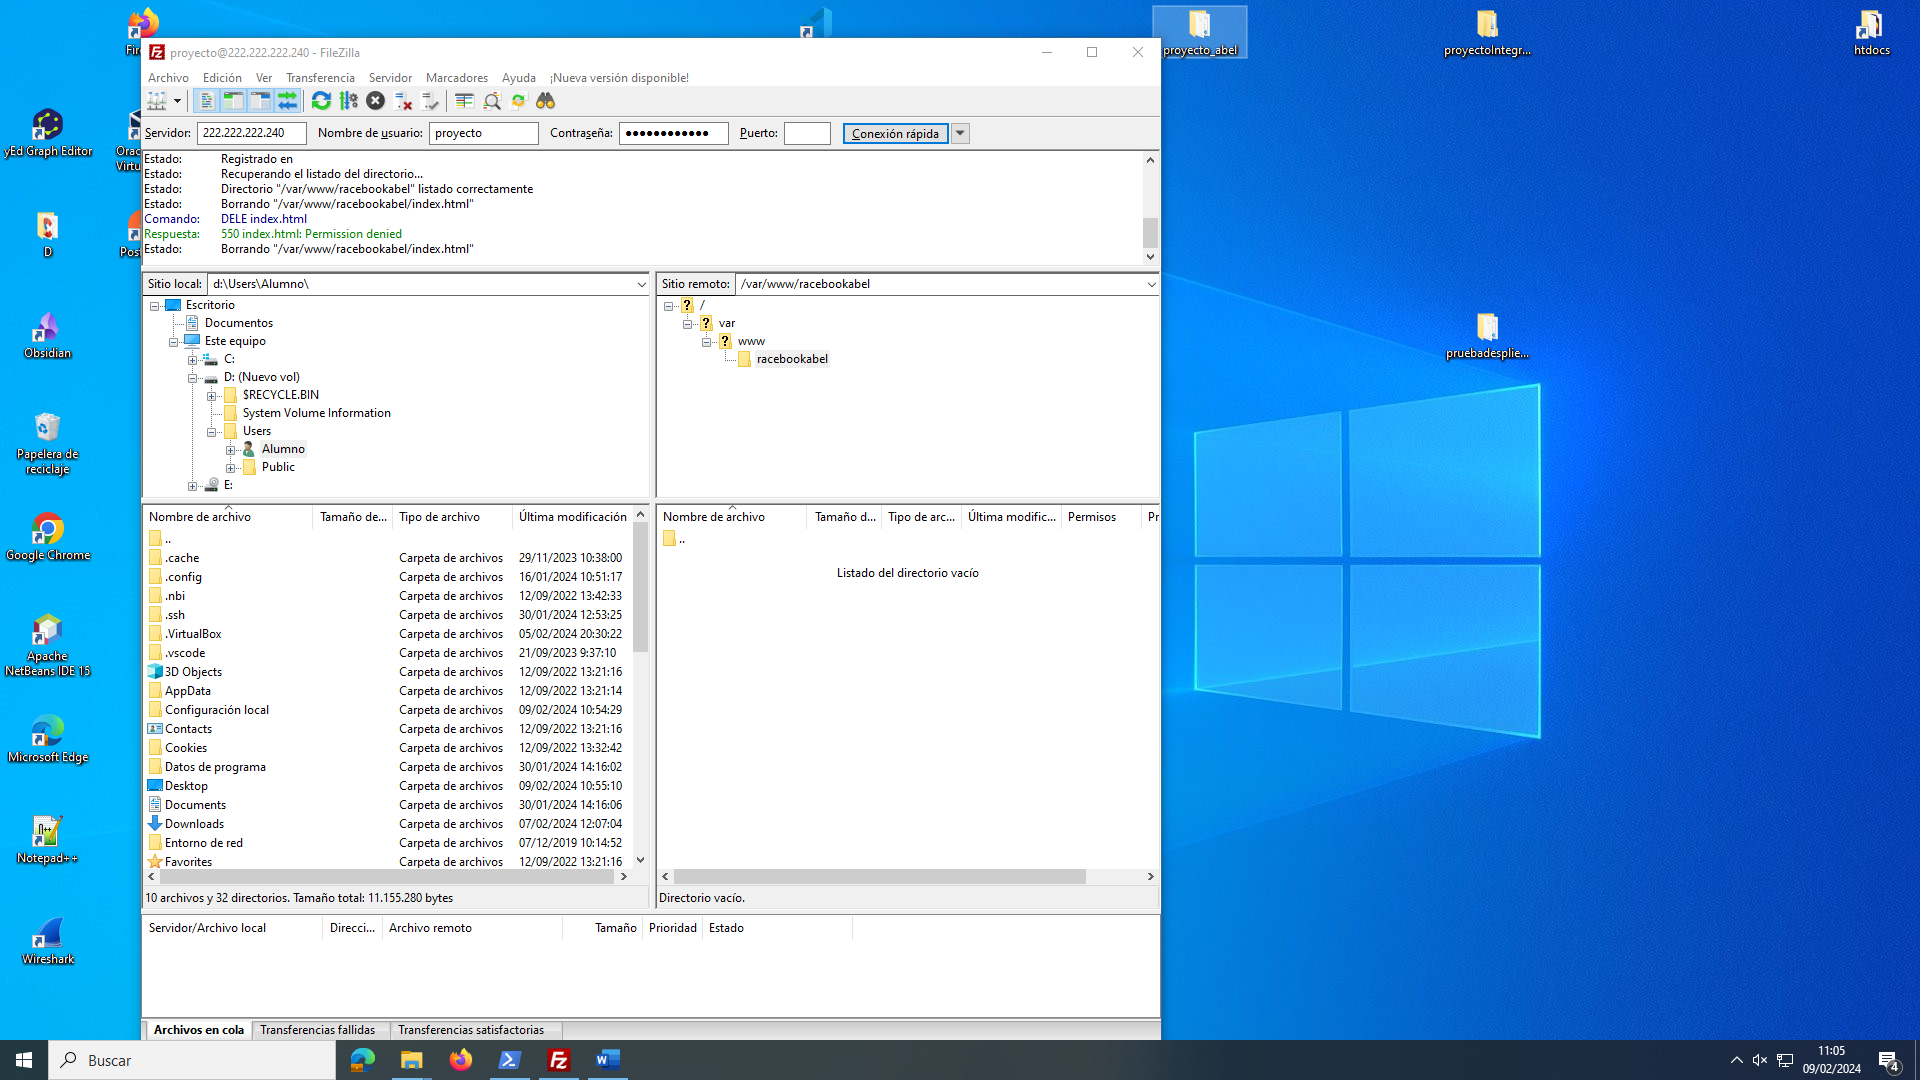 Fire
yEd Graph Editor
Orac
Virtu
D
Post
Obsidian
Papelera de
reciclaje
Google Chrome
Apache
NetBeans IDE 15
Microsoft Edge
Notepad++
Wireshark
proyecto_abel
proyectoIntegr...
htdocs
pruebadesplie...
proyecto@222.222.222.240 - FileZilla
Archivo Edición Ver Transferencia Servidor Marcadores Ayuda ¡Nueva versión disponible!
Servidor: 222.222.222.240 Nombre de usuario: proyecto Contraseña: ●●●●●●●●●●●● Puerto: Conexión rápida
Estado: Registrado en
Estado: Recuperando el listado del directorio...
Estado: Directorio "/var/www/racebookabel" listado correctamente
Estado: Borrando "/var/www/racebookabel/index.html"
Comando: DELE index.html
Respuesta: 550 index.html: Permission denied
Estado: Borrando "/var/www/racebookabel/index.html"
Sitio local: d:\Users\Alumno\
Escritorio
Documentos
Este equipo
C:
D: (Nuevo vol)
$RECYCLE.BIN
System Volume Information
Users
Alumno
Public
E:
Sitio remoto: /var/www/racebookabel
/
var
www
racebookabel
Nombre de archivo Tamaño de... Tipo de archivo Última modificación
..
.cache Carpeta de archivos 29/11/2023 10:38:00
.config Carpeta de archivos 16/01/2024 10:51:17
.nbi Carpeta de archivos 12/09/2022 13:42:33
.ssh Carpeta de archivos 30/01/2024 12:53:25
.VirtualBox Carpeta de archivos 05/02/2024 20:30:22
.vscode Carpeta de archivos 21/09/2023 9:37:10
3D Objects Carpeta de archivos 12/09/2022 13:21:16
AppData Carpeta de archivos 12/09/2022 13:21:14
Configuración local Carpeta de archivos 09/02/2024 10:54:29
Contacts Carpeta de archivos 12/09/2022 13:21:16
Cookies Carpeta de archivos 12/09/2022 13:32:42
Datos de programa Carpeta de archivos 30/01/2024 14:16:02
Desktop Carpeta de archivos 09/02/2024 10:55:10
Documents Carpeta de archivos 30/01/2024 14:16:06
Downloads Carpeta de archivos 07/02/2024 12:07:04
Entorno de red Carpeta de archivos 07/12/2019 10:14:52
Favorites Carpeta de archivos 12/09/2022 13:21:16
10 archivos y 32 directorios. Tamaño total: 11.155.280 bytes
Nombre de archivo Tamaño d... Tipo de arc... Última modific... Permisos Pr
..
Listado del directorio vacío
Directorio vacío.
Servidor/Archivo local Direcci... Archivo remoto Tamaño Prioridad Estado
Archivos en cola Transferencias fallidas Transferencias satisfactorias
Buscar
11:05
09/02/2024
4